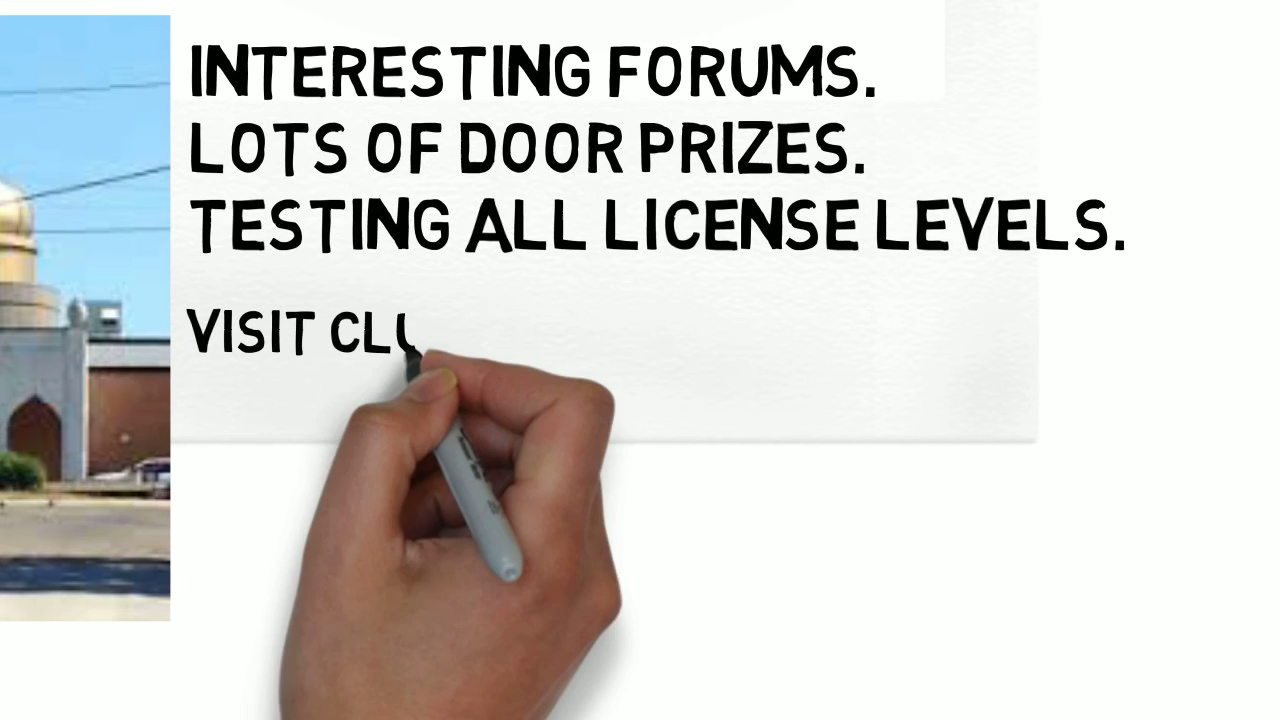 INTERESTING FORUMS.
LOTS OF DOOR PRIZES.
TESTING ALL LICENSE LEVELS.
VISIT